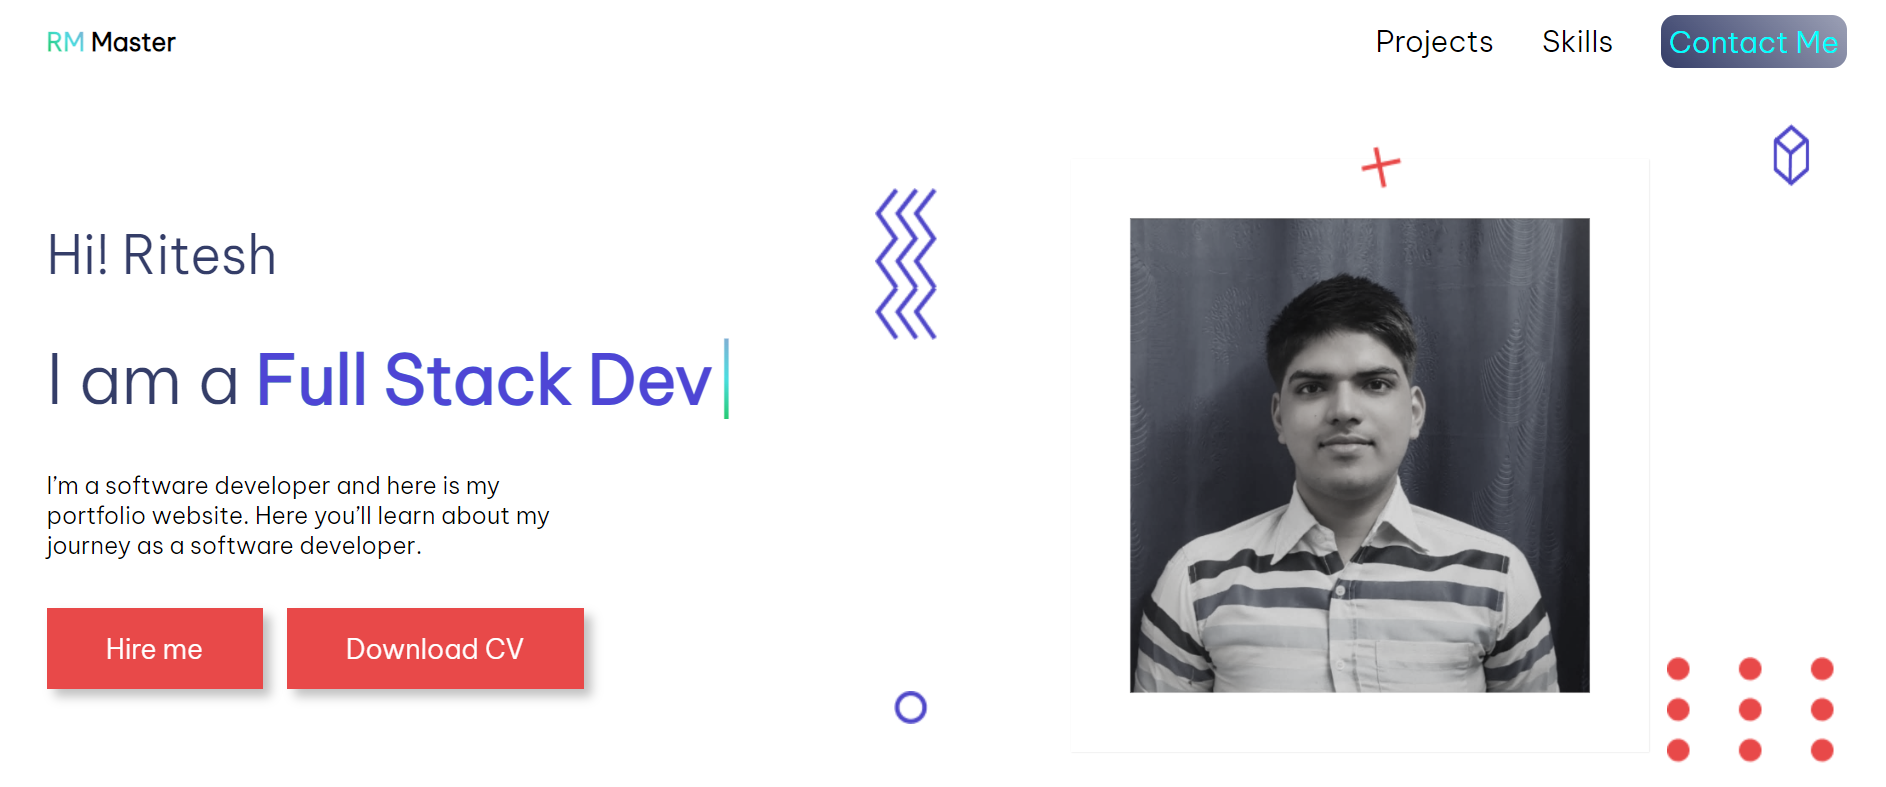 RM Master
Projects
Skills
Contact Me
Hi! Ritesh
I am a Full Stack Dev
I'm a software developer and here is my
portfolio website. Here you'll learn about my
journey as a software developer.
Hire me
Download CV